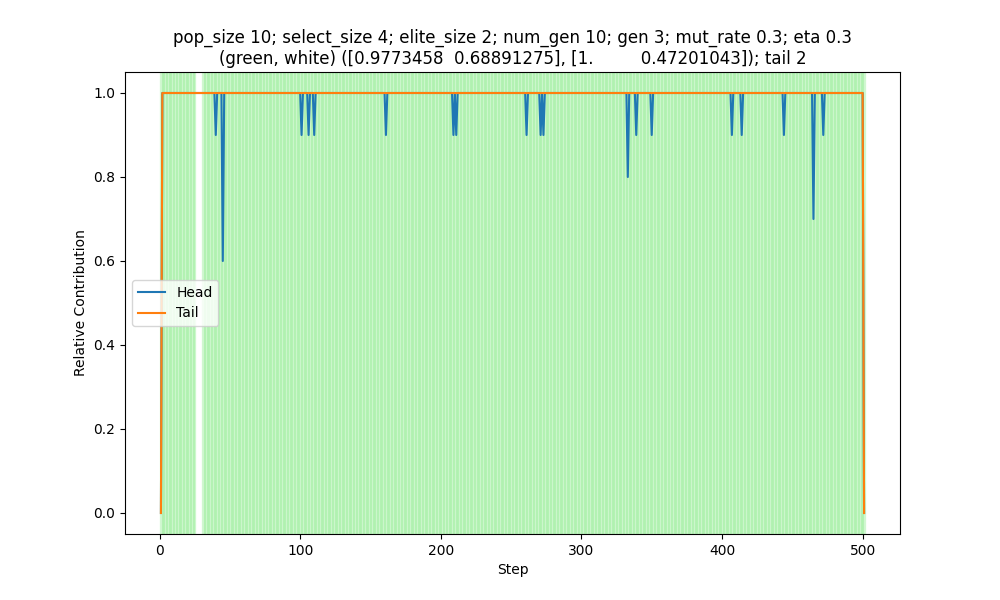 pop_size 10; select_size 4; elite_size 2; num_gen 10; gen 3; mut_rate 0.3; eta 0.3
(green, white) ([0.9773458  0.68891275], [1.         0.47201043]); tail 2
1.0
0.8
0.6
0.4
0.2
0.0
Relative Contribution
Head
Tail
0
100
200
300
400
500
Step